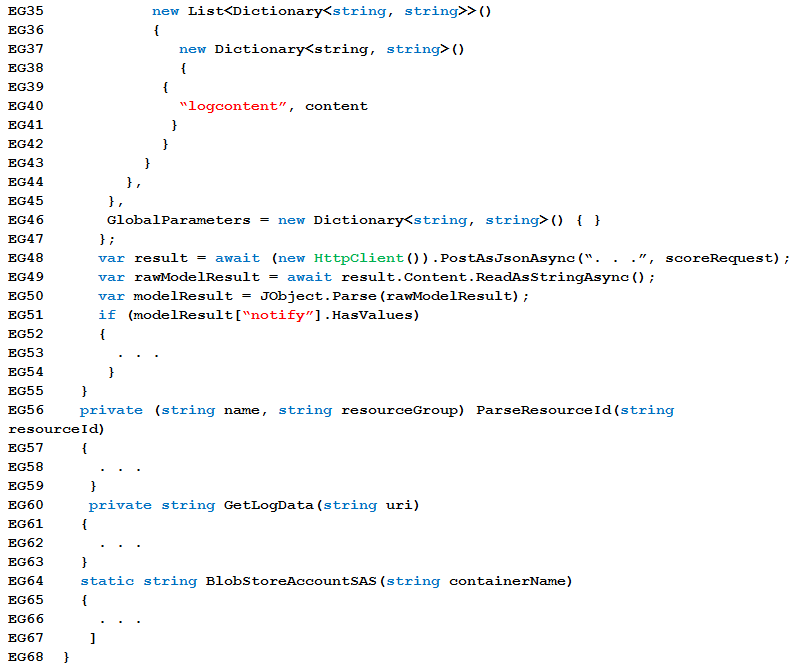 EG35 new List<Dictionary<string, string>>()
EG36 {
EG37 new Dictionary<string, string>()
EG38 {
EG39 {
EG40 “logcontent”, content
EG41 }
EG42 }
EG43 }
EG44 },
EG45 },
EG46 GlobalParameters = new Dictionary<string, string>() { }
EG47 };
EG48 var result = await (new HttpClient()).PostAsJsonAsync(“. . .”, scoreRequest);
EG49 var rawModelResult = await result.Content.ReadAsStringAsync();
EG50 var modelResult = JObject.Parse(rawModelResult);
EG51 if (modelResult[“notify”].HasValues)
EG52 {
EG53 . . .
EG54 }
EG55 }
EG56 private (string name, string resourceGroup) ParseResourceId(string
resourceId)
EG57 {
EG58 . . .
EG59 }
EG60 private string GetLogData(string uri)
EG61 {
EG62 . . .
EG63 }
EG64 static string BlobStoreAccountSAS(string containerName)
EG65 {
EG66 . . .
EG67 ]
EG68 }